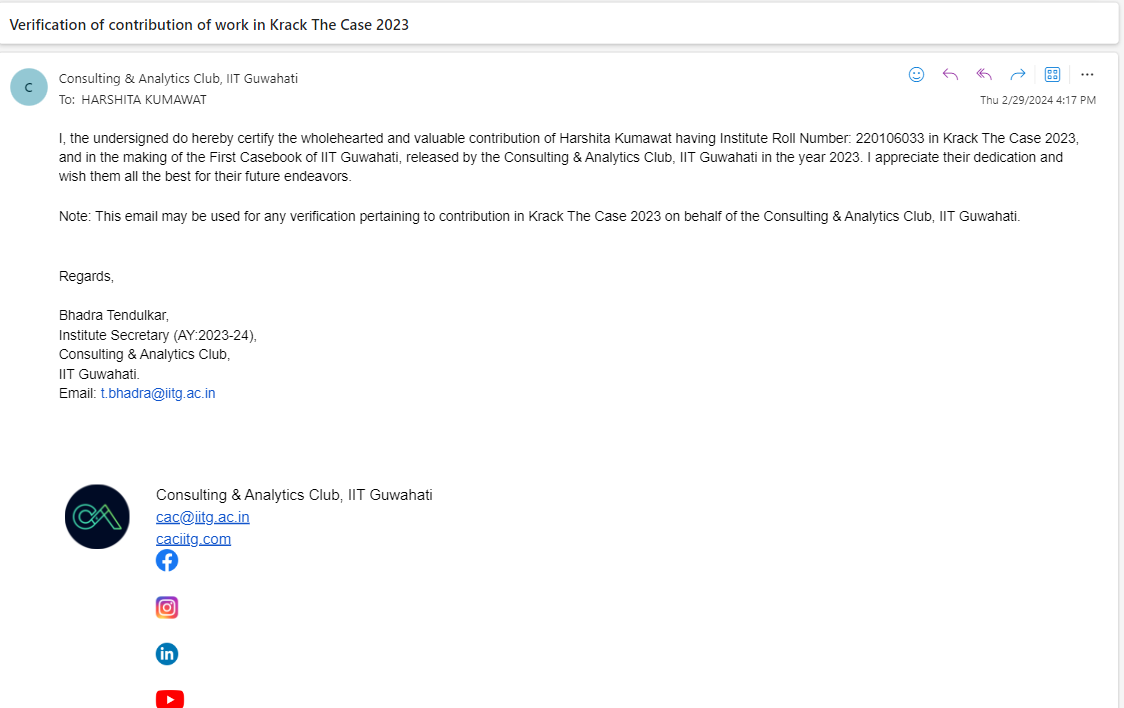 Verification of contribution of work in Krack The Case 2023
C
Consulting & Analytics Club, IIT Guwahati
To: HARSHITA KUMAWAT
Thu 2/29/2024 4:17 PM
I, the undersigned do hereby certify the wholehearted and valuable contribution of Harshita Kumawat having Institute Roll Number: 220106033 in Krack The Case 2023,
and in the making of the First Casebook of IIT Guwahati, released by the Consulting & Analytics Club, IIT Guwahati in the year 2023. I appreciate their dedication and
wish them all the best for their future endeavors.
Note: This email may be used for any verification pertaining to contribution in Krack The Case 2023 on behalf of the Consulting & Analytics Club, IIT Guwahati.
Regards,
Bhadra Tendulkar,
Institute Secretary (AY:2023-24),
Consulting & Analytics Club,
IIT Guwahati.
Email: t.bhadra@iitg.ac.in
CA
Consulting & Analytics Club, IIT Guwahati
cac@iitg.ac.in
caciitg.com